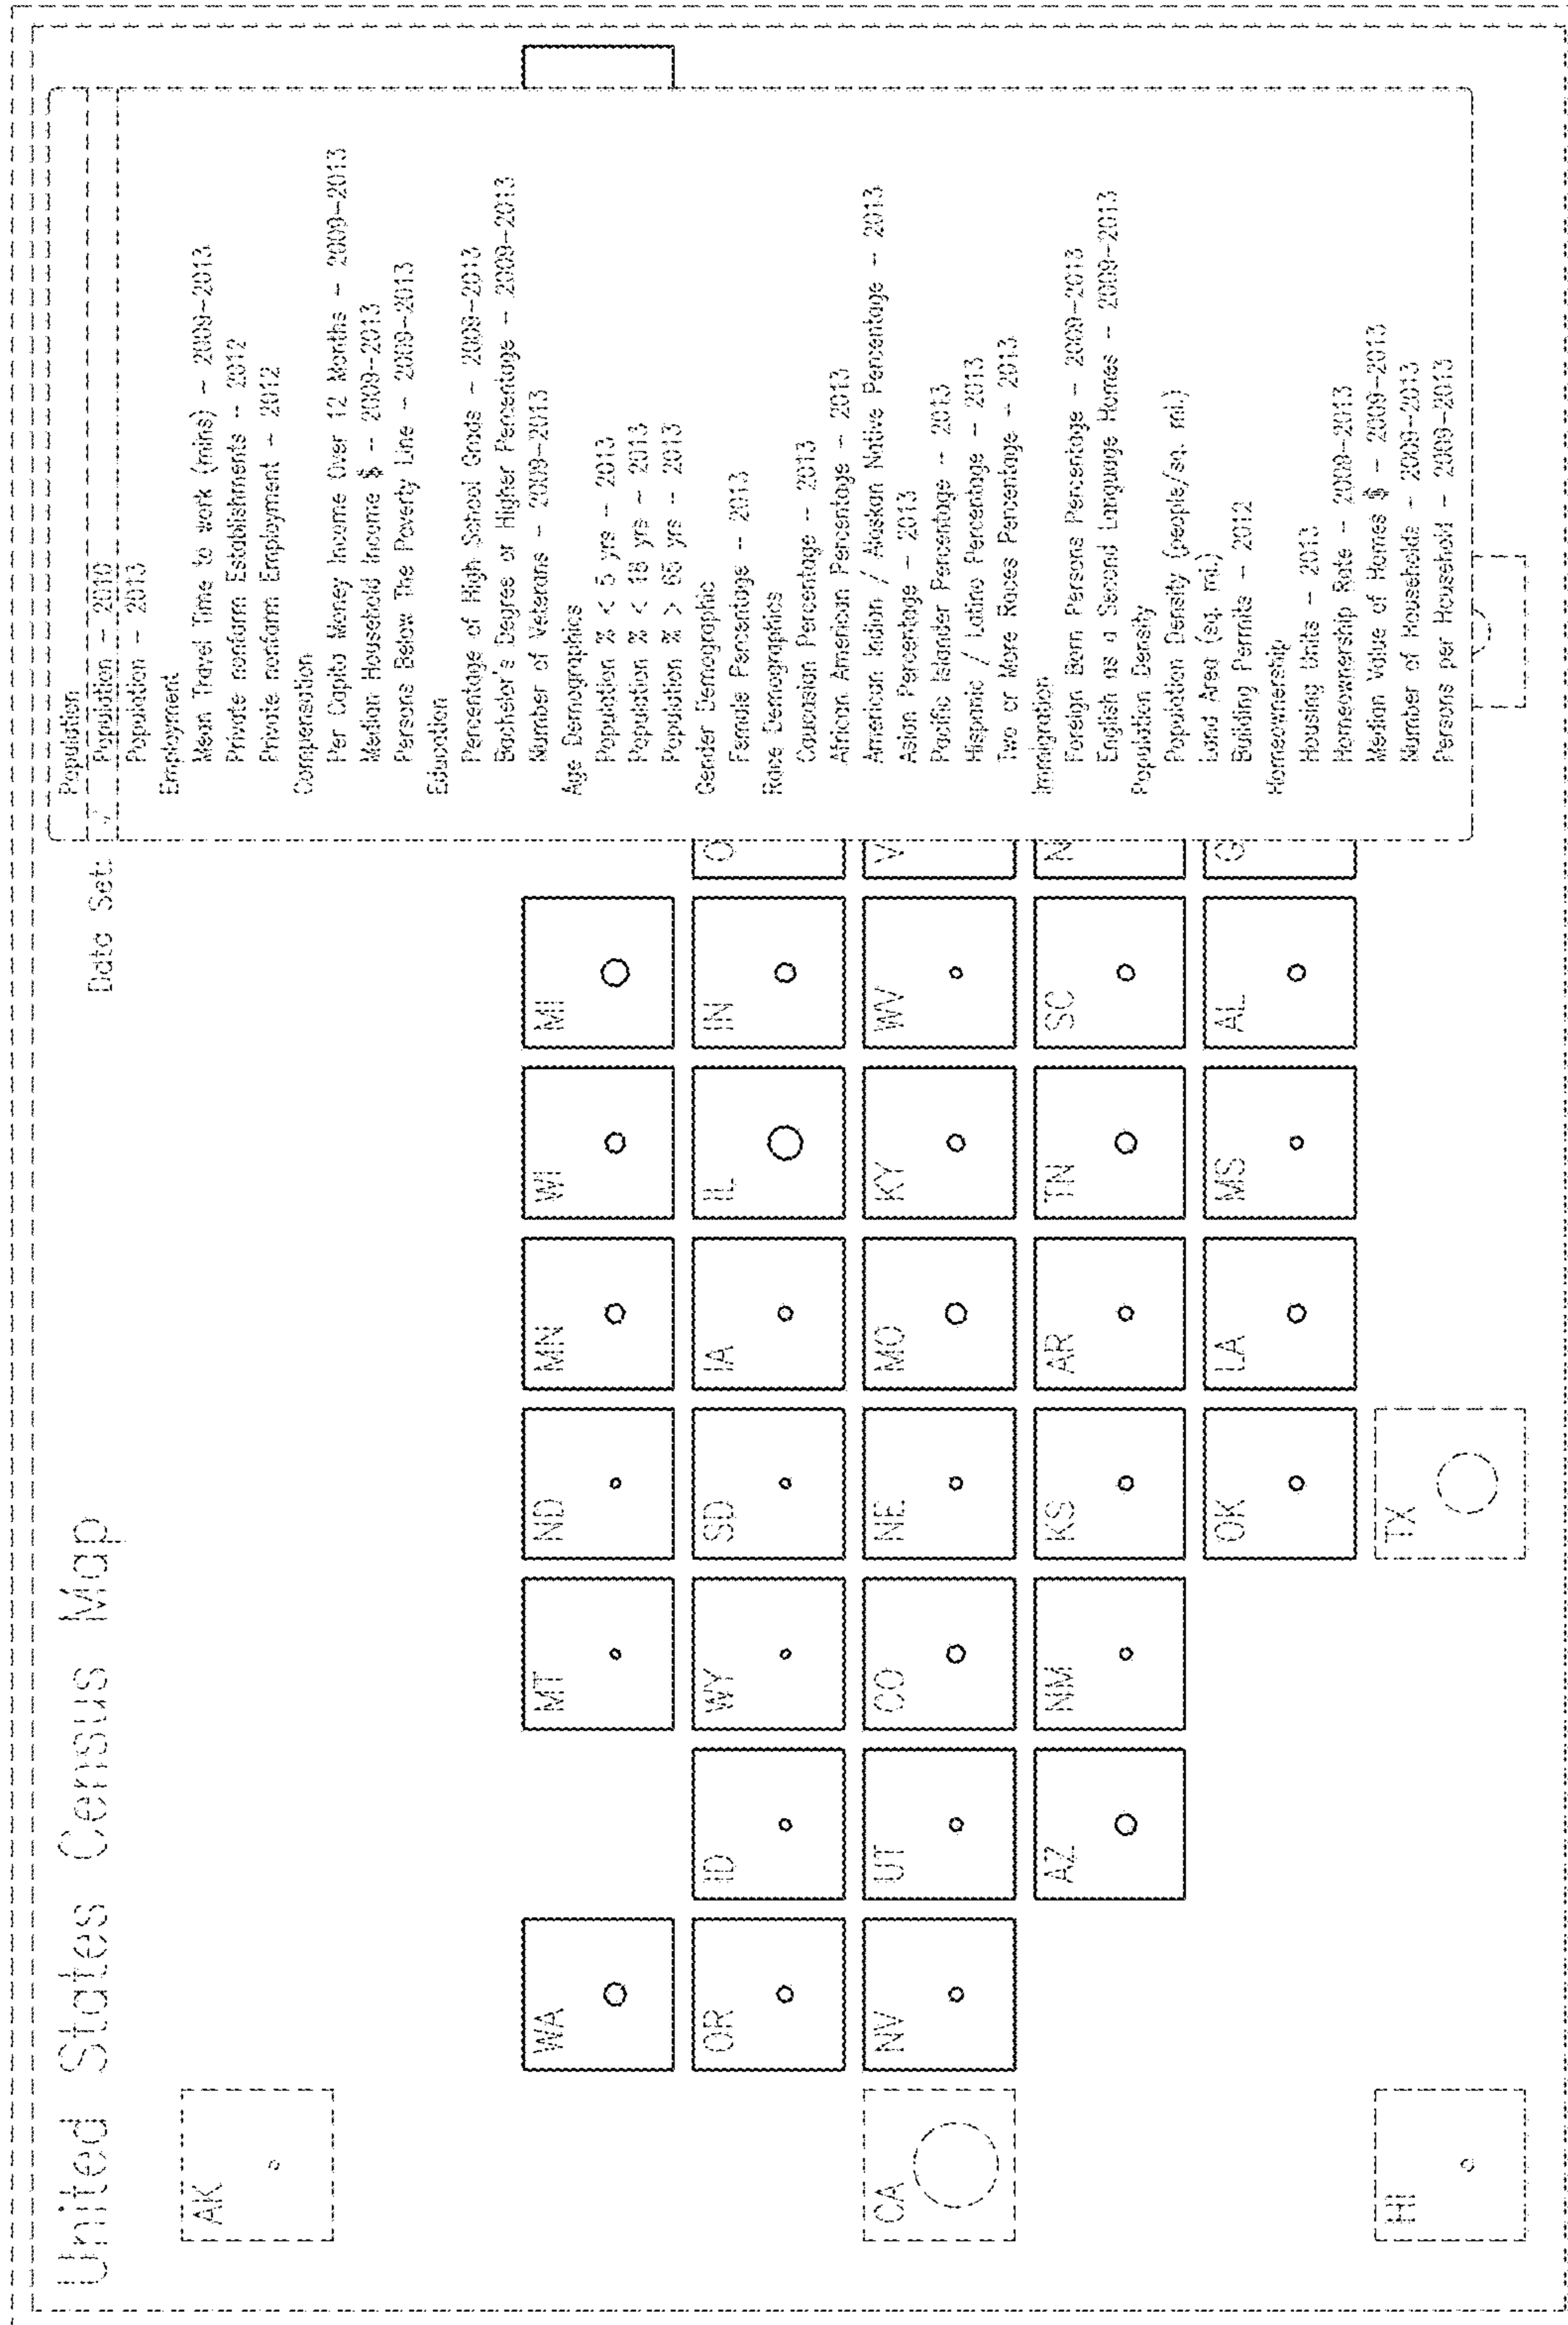 United States Census Map
Data Set:
Population
Population - 2010
Population - 2013
Employment
Mean Travel Time to work (mins) - 2009-2013
Private nonfarm Establishments - 2012
Private nonfarm Employment - 2012
Compensation
Per Capita Money Income Over 12 Months - 2009-2013
Median Household Income $ - 2009-2013
Persons Below The Poverty Line - 2009-2013
Education
Percentage of High School Grads - 2009-2013
Bachelor's Degree or Higher Percentage - 2009-2013
Number of Veterans - 2009-2013
Age Demographics
Population % < 5 yrs - 2013
Population % < 18 yrs - 2013
Population % > 65 yrs - 2013
Gender Demographic
Female Percentage - 2013
Race Demographics
Caucasian Percentage - 2013
African American Percentage - 2013
American Indian / Alaskan Native Percentage - 2013
Asian Percentage - 2013
Pacific Islander Percentage - 2013
Hispanic / Latino Percentage - 2013
Two or More Races Percentage - 2013
Immigration
Foreign Born Persons Percentage - 2009-2013
English as a Second Language Homes - 2009-2013
Population Density
Population Density (people/sq. mi.)
Land Area (sq. mi.)
Building Permits - 2012
Homeownership
Housing Units - 2013
Homeownership Rate - 2009-2013
Median Value of Homes $ - 2009-2013
Number of Households - 2009-2013
Persons per Household - 2009-2013
AK
WA MT ND MN WI MI
OR ID WY SD IA IL IN O
CA NV UT CO NE MO KY WV V
AZ NM KS AR TN SC N
OK LA MS AL G
HI TX